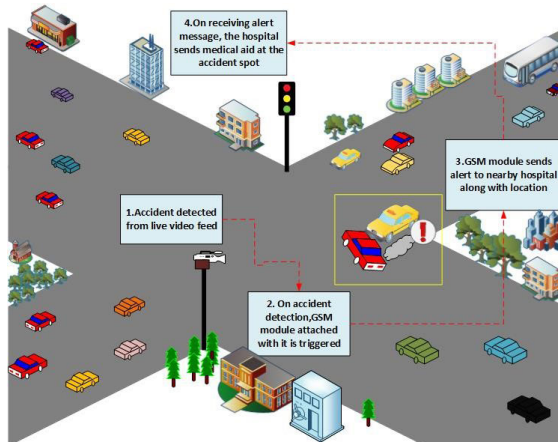 4.On receiving alert
message, the hospital
sends medical aid at the
accident spot
3.GSM module sends
alert to nearby hospital
along with location
1.Accident detected
from live video feed
2. On accident
detection,GSM
module attached
with it is triggered